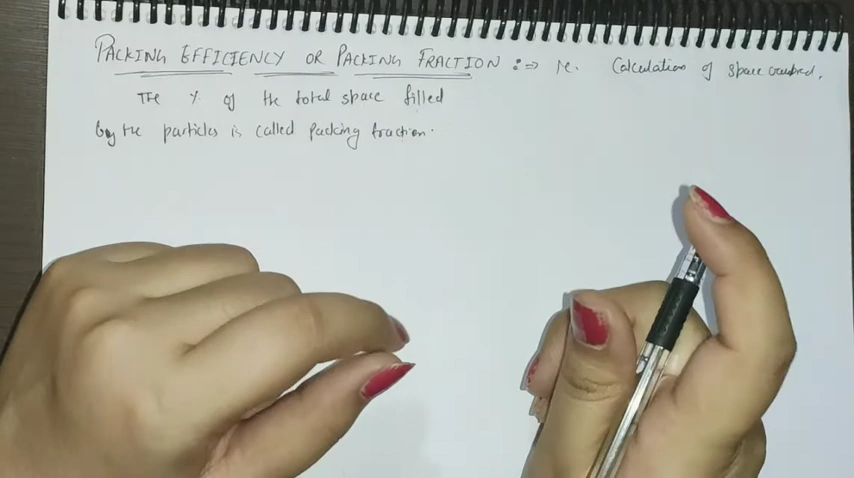 PACKING EFFICIENCY OR PACKING FRACTION :⇒ ie. Calculation of space occupied.
The % of the total space filled
by the particles is called packing fraction.